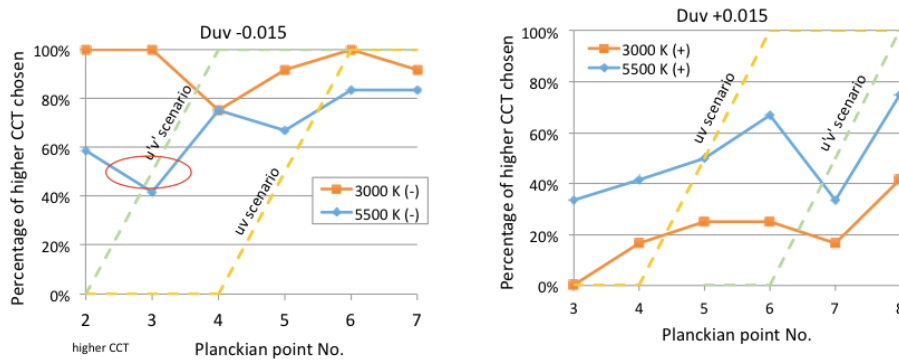 Duv -0.015
Percentage of higher CCT chosen
100%
80%
60%
40%
20%
0%
u'v' scenario
uv scenario
3000 K (-)
5500 K (-)
2 3 4 5 6 7
higher CCT
Planckian point No.
Duv +0.015
Percentage of higher CCT chosen
100%
80%
60%
40%
20%
0%
3000 K (+)
5500 K (+)
uv scenario
u'v' scenario
3 4 5 6 7 8
Planckian point No.